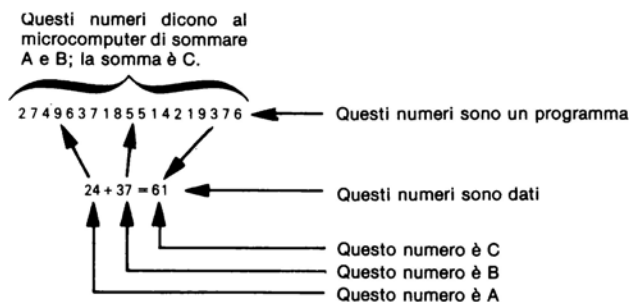 Questi numeri dicono al
microcomputer di sommare
A e B; la somma è C.
2 7 4 9 6 3 7 1 8 5 5 1 4 2 1 9 3 7 6
Questi numeri sono un programma
24 + 37 = 61
Questi numeri sono dati
Questo numero è C
Questo numero è B
Questo numero è A